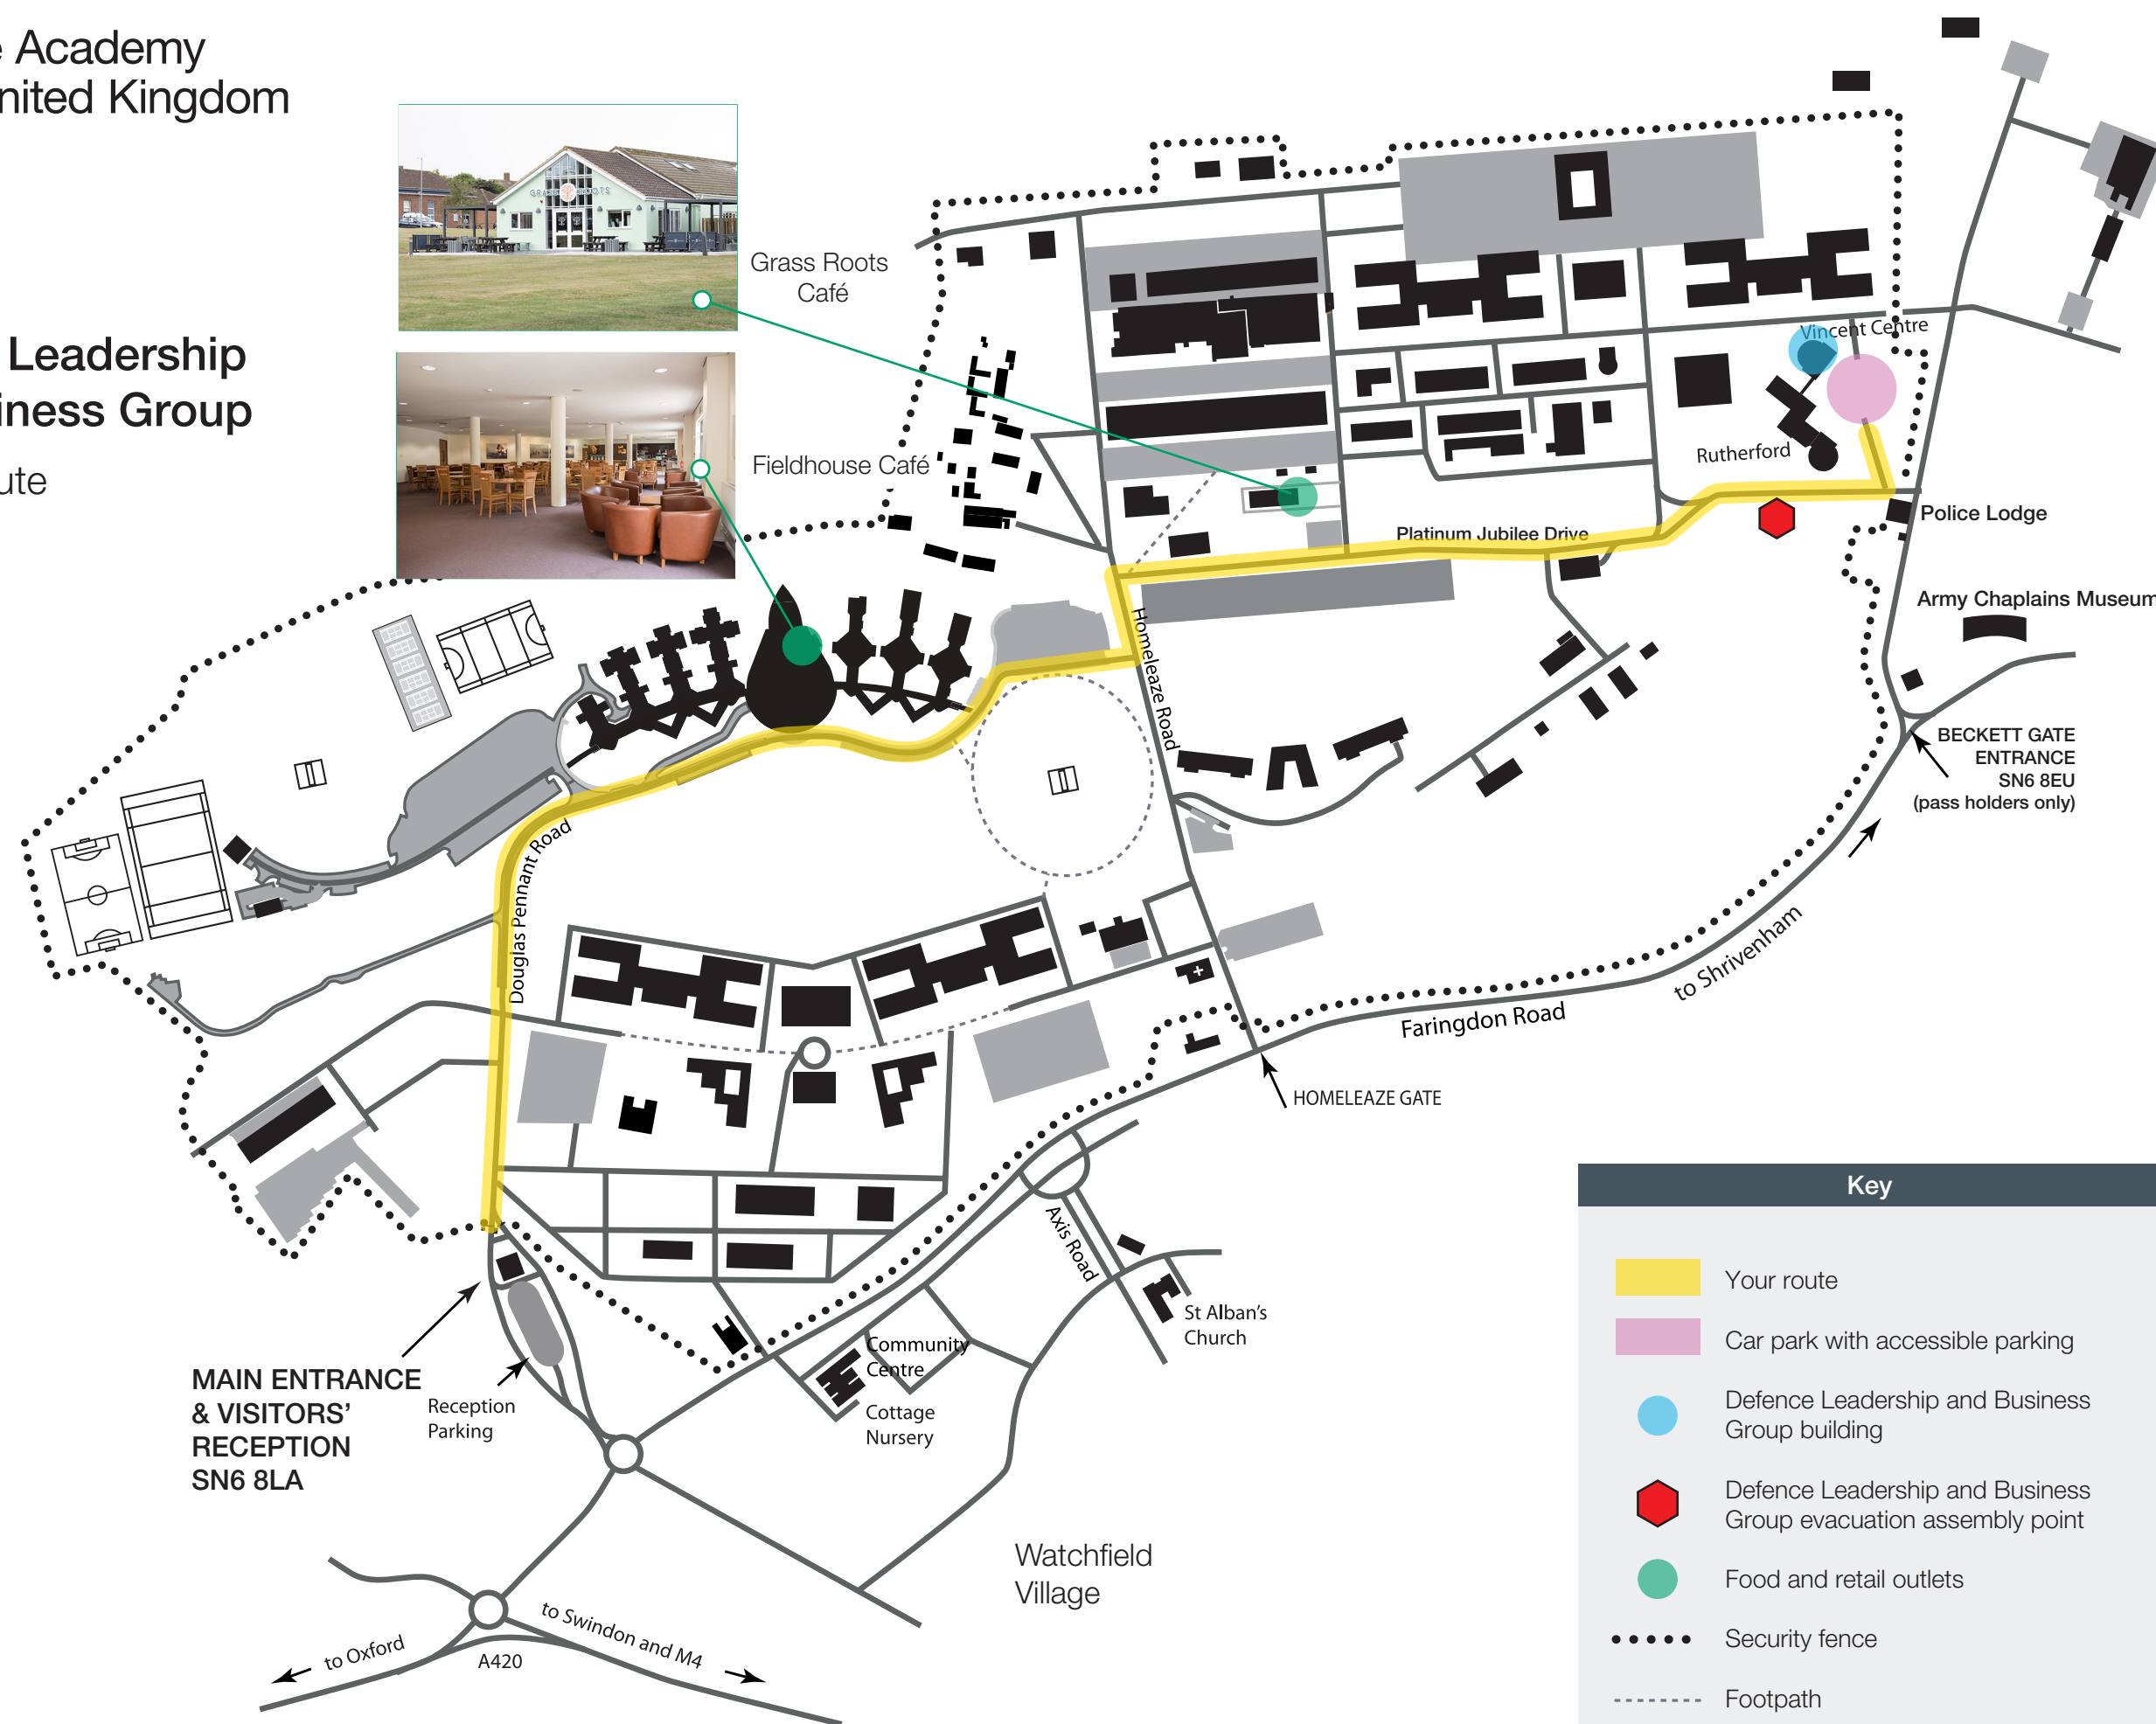 e Academy
nited Kingdom
Leadership
iness Group
ute
GRASS ROOTS
Grass Roots
Café
Fieldhouse Café
Vincent Centre
Rutherford
Police Lodge
Platinum Jubilee Drive
Army Chaplains Museum
Homeleaze Road
BECKETT GATE
ENTRANCE
SN6 8EU
(pass holders only)
Douglas Pennant Road
to Shrivenham
Faringdon Road
HOMELEAZE GATE
Axis Road
St Alban's
Church
Community
Centre
Cottage
Nursery
MAIN ENTRANCE
& VISITORS'
RECEPTION
SN6 8LA
Reception
Parking
Watchfield
Village
to Oxford
A420
to Swindon and M4
Key
Your route
Car park with accessible parking
Defence Leadership and Business
Group building
Defence Leadership and Business
Group evacuation assembly point
Food and retail outlets
Security fence
Footpath